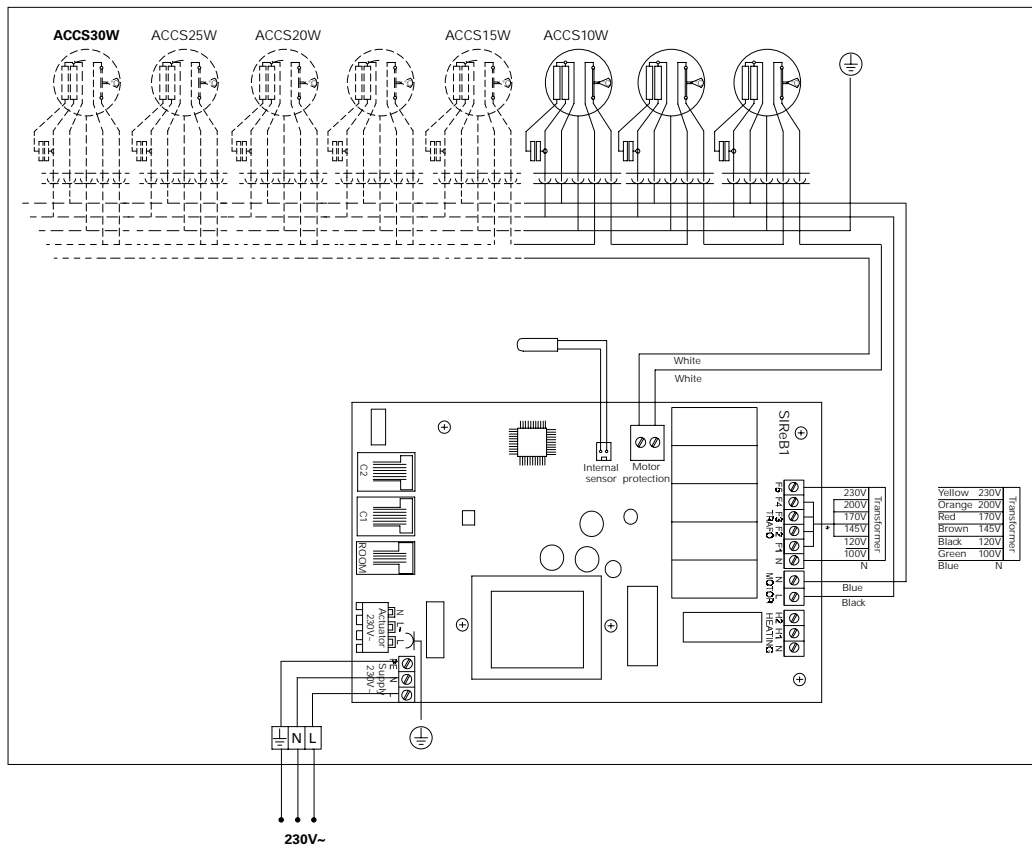 ACCS30W ACCS25W ACCS20W ACCS15W ACCS10W
White
White
SIReB1
Internal
sensor
Motor
protection
C2
C1
ROOM
F5 F4 F3 F2 F1 N
TRAFO
230V
200V
170V
145V
120V
100V
N
Transformer
*
Yellow 230V
Orange 200V
Red 170V
Brown 145V
Black 120V
Green 100V
Blue N
Transformer
N L
MOTOR
Blue
Black
H2 H1 N
HEATING
Actuator
230V~
N L~ L
PE N L
Supply
230V~
N L
230V~